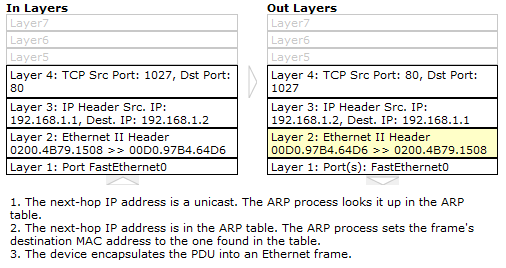 In Layers
Layer7
Layer6
Layer5
Layer 4: TCP Src Port: 1027, Dst Port:
80
Layer 3: IP Header Src. IP:
192.168.1.1, Dest. IP: 192.168.1.2
Layer 2: Ethernet II Header
0200.4B79.1508 >> 00D0.97B4.64D6
Layer 1: Port FastEthernet0
Out Layers
Layer7
Layer6
Layer5
Layer 4: TCP Src Port: 80, Dst Port:
1027
Layer 3: IP Header Src. IP:
192.168.1.2, Dest. IP: 192.168.1.1
Layer 2: Ethernet II Header
00D0.97B4.64D6 >> 0200.4B79.1508
Layer 1: Port(s): FastEthernet0
1. The next-hop IP address is a unicast. The ARP process looks it up in the ARP
table.
2. The next-hop IP address is in the ARP table. The ARP process sets the frame's
destination MAC address to the one found in the table.
3. The device encapsulates the PDU into an Ethernet frame.